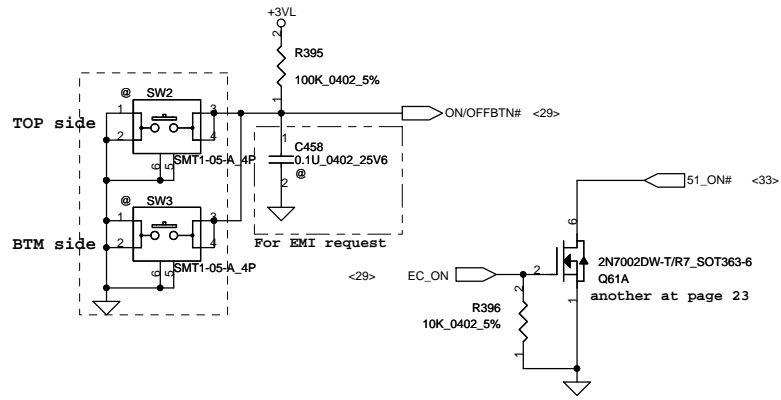 +3VL
2
R395
100K_0402_5%
1
@ SW2
1 3
TOP side
2 4
6 5
SMT1-05-A_4P
ON/OFFBTN# <29>
1
C458
0.1U_0402_25V6
@
2
For EMI request
@ SW3
1 3
BTM side
2 4
6 5
SMT1-05-A_4P
51_ON# <33>
6
<29> EC_ON
2
2N7002DW-T/R7_SOT363-6
Q61A
another at page 23
1
2
R396
10K_0402_5%
1